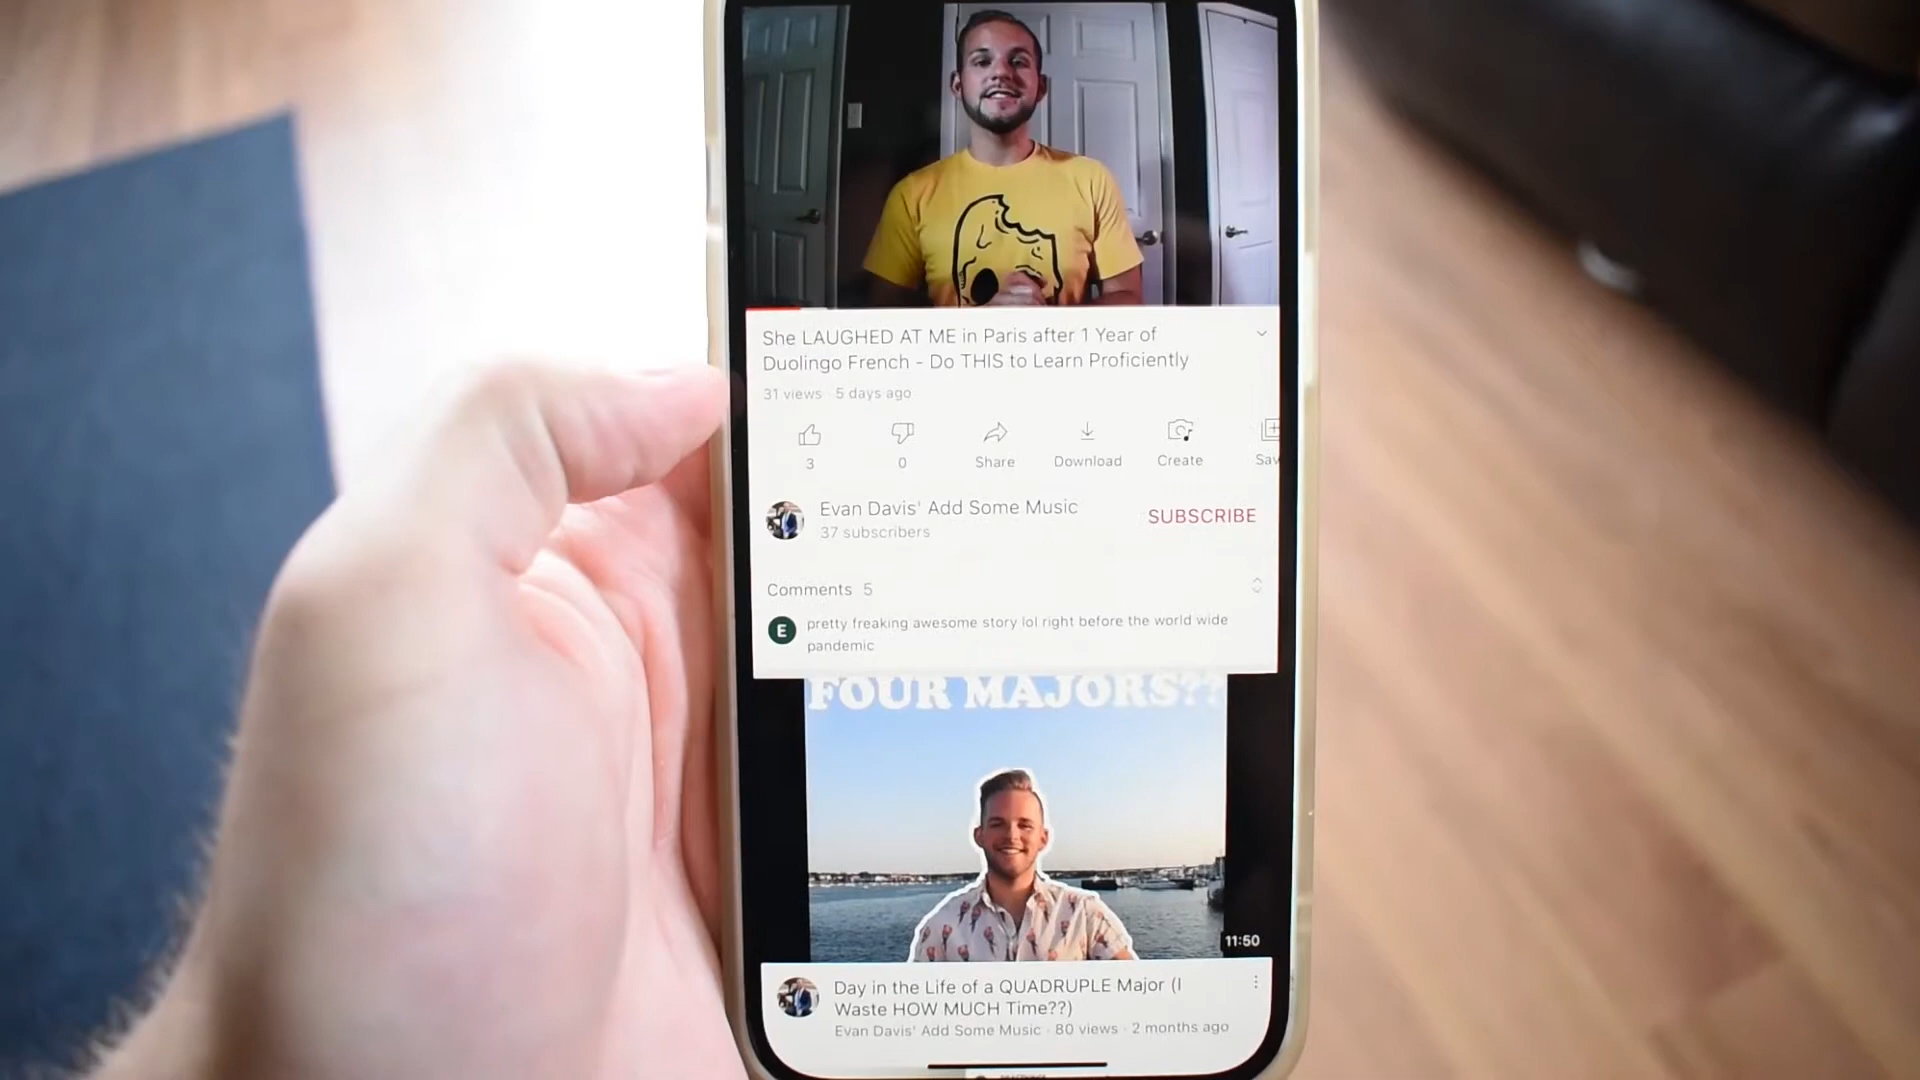 She LAUGHED AT ME in Paris after 1 Year of
Duolingo French - Do THIS to Learn Proficiently
31 views · 5 days ago
3
0
Share
Download
Create
Sav
Evan Davis' Add Some Music
37 subscribers
SUBSCRIBE
Comments 5
E
pretty freaking awesome story lol right before the world wide
pandemic
FOUR MAJORS??
11:50
Day in the Life of a QUADRUPLE Major (I
Waste HOW MUCH Time??)
Evan Davis' Add Some Music · 80 views · 2 months ago